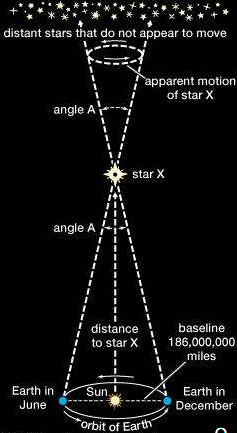 distant stars that do not appear to move
apparent motion
of star X
angle A
star X
angle A
distance
to star X
baseline
186,000,000
miles
Earth in
June
Sun
Earth in
December
orbit of Earth